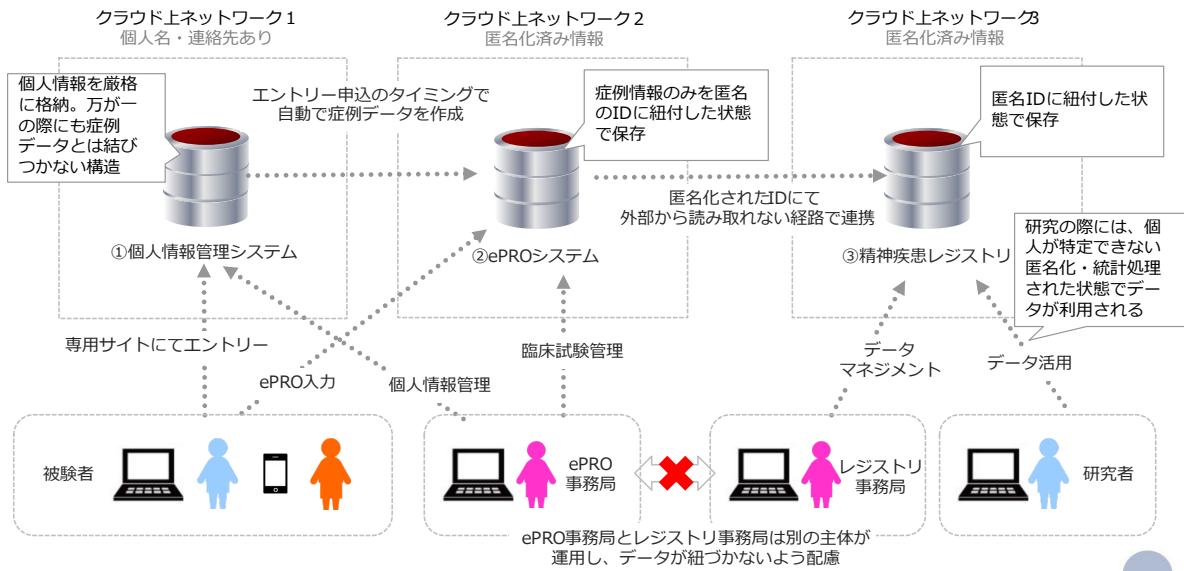 クラウド上ネットワーク1
個人名・連絡先あり
クラウド上ネットワーク2
匿名化済み情報
クラウド上ネットワーク3
匿名化済み情報
個人情報を厳格
に格納。万が一
の際にも症例
データとは結び
つかない構造
エントリー申込のタイミングで
自動で症例データを作成
症例情報のみを匿名
のIDに紐付した状態
で保存
匿名IDに紐付した状
態で保存
匿名化されたIDにて
外部から読み取れない経路で連携
①個人情報管理システム
②ePROシステム
③精神疾患レジストリ
研究の際には、個
人が特定できない
匿名化・統計処理
された状態でデー
タが利用される
専用サイトにてエントリー
ePRO入力
個人情報管理
臨床試験管理
データ
マネジメント
データ活用
被験者
ePRO
事務局
レジストリ
事務局
研究者
ePRO事務局とレジストリ事務局は別の主体が
運用し、データが紐づかないよう配慮